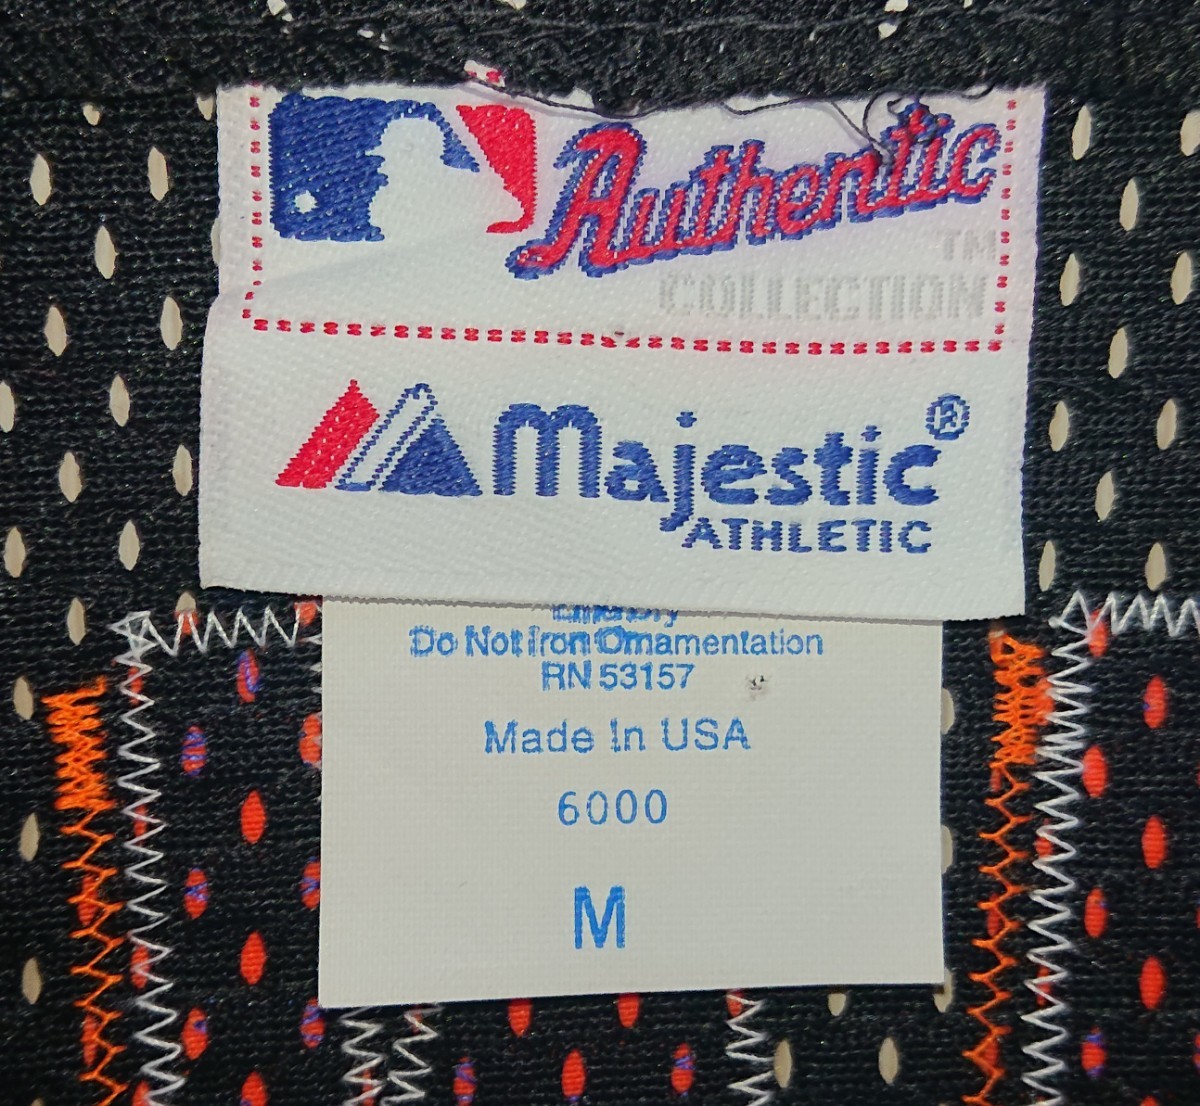 Authentic
TM
COLLECTION
Majestic®
ATHLETIC
Do Not Iron Ornamentation
RN 53157
Made In USA
6000
M